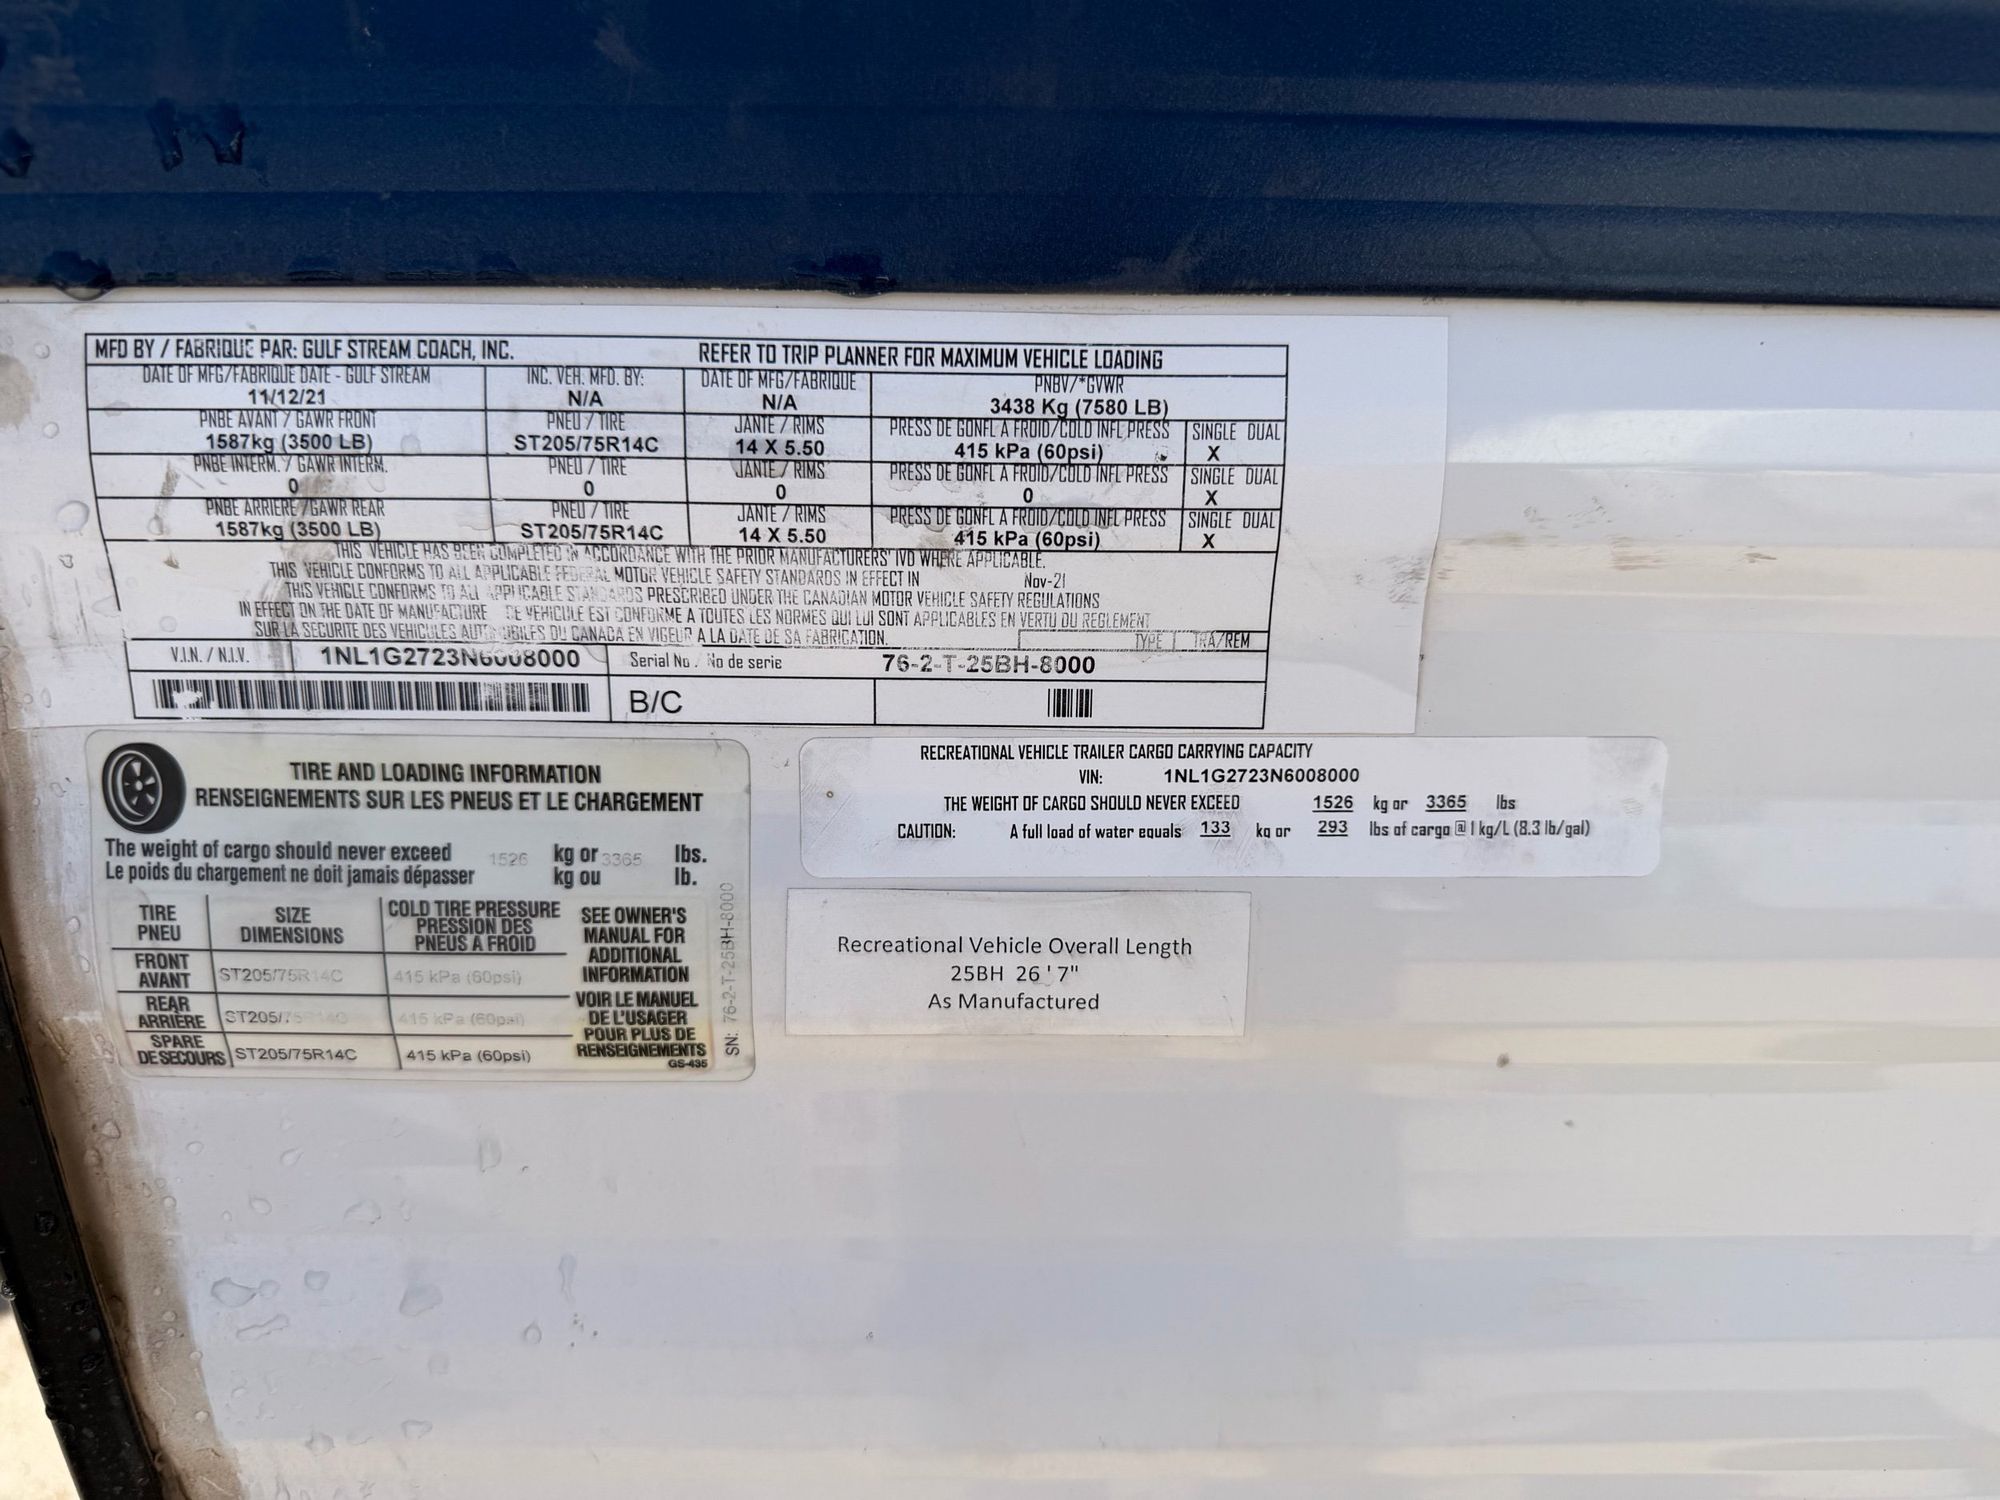 MFD BY / FABRIQUE PAR: GULF STREAM COACH, INC. REFER TO TRIP PLANNER FOR MAXIMUM VEHICLE LOADING
DATE OF MFG/FABRIQUE DATE - GULF STREAM INC. VEH. MFD. BY: DATE OF MFG/FABRIQUE PNBV/*GVWR
11/12/21 N/A N/A 3438 Kg (7580 LB)
PNBE AVANT / GAWR FRONT PNEU / TIRE JANTE / RIMS PRESS DE GONFL A FROID/COLD INFL PRESS SINGLE DUAL
1587kg (3500 LB) ST205/75R14C 14 X 5.50 415 kPa (60psi) X
PNBE INTERM. / GAWR INTERM. PNEU / TIRE JANTE / RIMS PRESS DE GONFL A FROID/COLD INFL PRESS SINGLE DUAL
0 0 0 0 X
PNBE ARRIERE /GAWR REAR PNEU / TIRE JANTE / RIMS PRESS DE GONFL A FROID/COLD INFL PRESS SINGLE DUAL
1587kg (3500 LB) ST205/75R14C 14 X 5.50 415 kPa (60psi) X
THIS VEHICLE HAS BEEN COMPLETED IN ACCORDANCE WITH THE PRIOR MANUFACTURERS' IVD WHERE APPLICABLE.
THIS VEHICLE CONFORMS TO ALL APPLICABLE FEDERAL MOTOR VEHICLE SAFETY STANDARDS IN EFFECT IN Nov-21
THIS VEHICLE CONFORMS TO ALL APPLICABLE STANDARDS PRESCRIBED UNDER THE CANADIAN MOTOR VEHICLE SAFETY REGULATIONS
IN EFFECT ON THE DATE OF MANUFACTURE CE VEHICULE EST CONFORME A TOUTES LES NORMES QUI LUI SONT APPLICABLES EN VERTU DU REGLEMENT
SUR LA SECURITE DES VEHICULES AUTOMOBILES DU CANADA EN VIGEUR A LA DATE DE SA FABRICATION. TYPE TRA/REM
V.I.N. / N.I.V. 1NL1G2723N6008000 Serial No. No de serie 76-2-T-25BH-8000
B/C
TIRE AND LOADING INFORMATION
RENSEIGNEMENTS SUR LES PNEUS ET LE CHARGEMENT
The weight of cargo should never exceed 1526 kg or 3365 lbs.
Le poids du chargement ne doit jamais dépasser kg ou lb.
TIRE SIZE COLD TIRE PRESSURE
PNEU DIMENSIONS PRESSION DES PNEUS A FROID
FRONT AVANT ST205/75R14C 415 kPa (60psi)
REAR ARRIÈRE ST205/75R14C 415 kPa (60psi)
SPARE DE SECOURS ST205/75R14C 415 kPa (60psi)
SEE OWNER'S
MANUAL FOR
ADDITIONAL
INFORMATION
VOIR LE MANUEL
DE L'USAGER
POUR PLUS DE
RENSEIGNEMENTS
GS-435
SN: 76-2-T-25BH-8000
RECREATIONAL VEHICLE TRAILER CARGO CARRYING CAPACITY
VIN: 1NL1G2723N6008000
THE WEIGHT OF CARGO SHOULD NEVER EXCEED 1526 kg or 3365 lbs
CAUTION: A full load of water equals 133 kg or 293 lbs of cargo @ 1 kg/L (8.3 lb/gal)
Recreational Vehicle Overall Length
25BH 26 ' 7"
As Manufactured